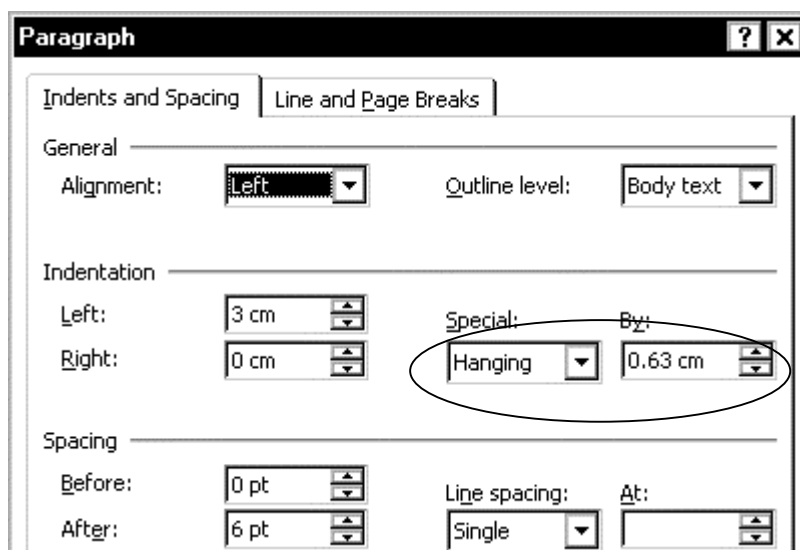 Paragraph
Indents and Spacing Line and Page Breaks
General
Alignment: Left Outline level: Body text
Indentation
Left: 3 cm Special: By:
Right: 0 cm Hanging 0.63 cm
Spacing
Before: 0 pt Line spacing: At:
After: 6 pt Single